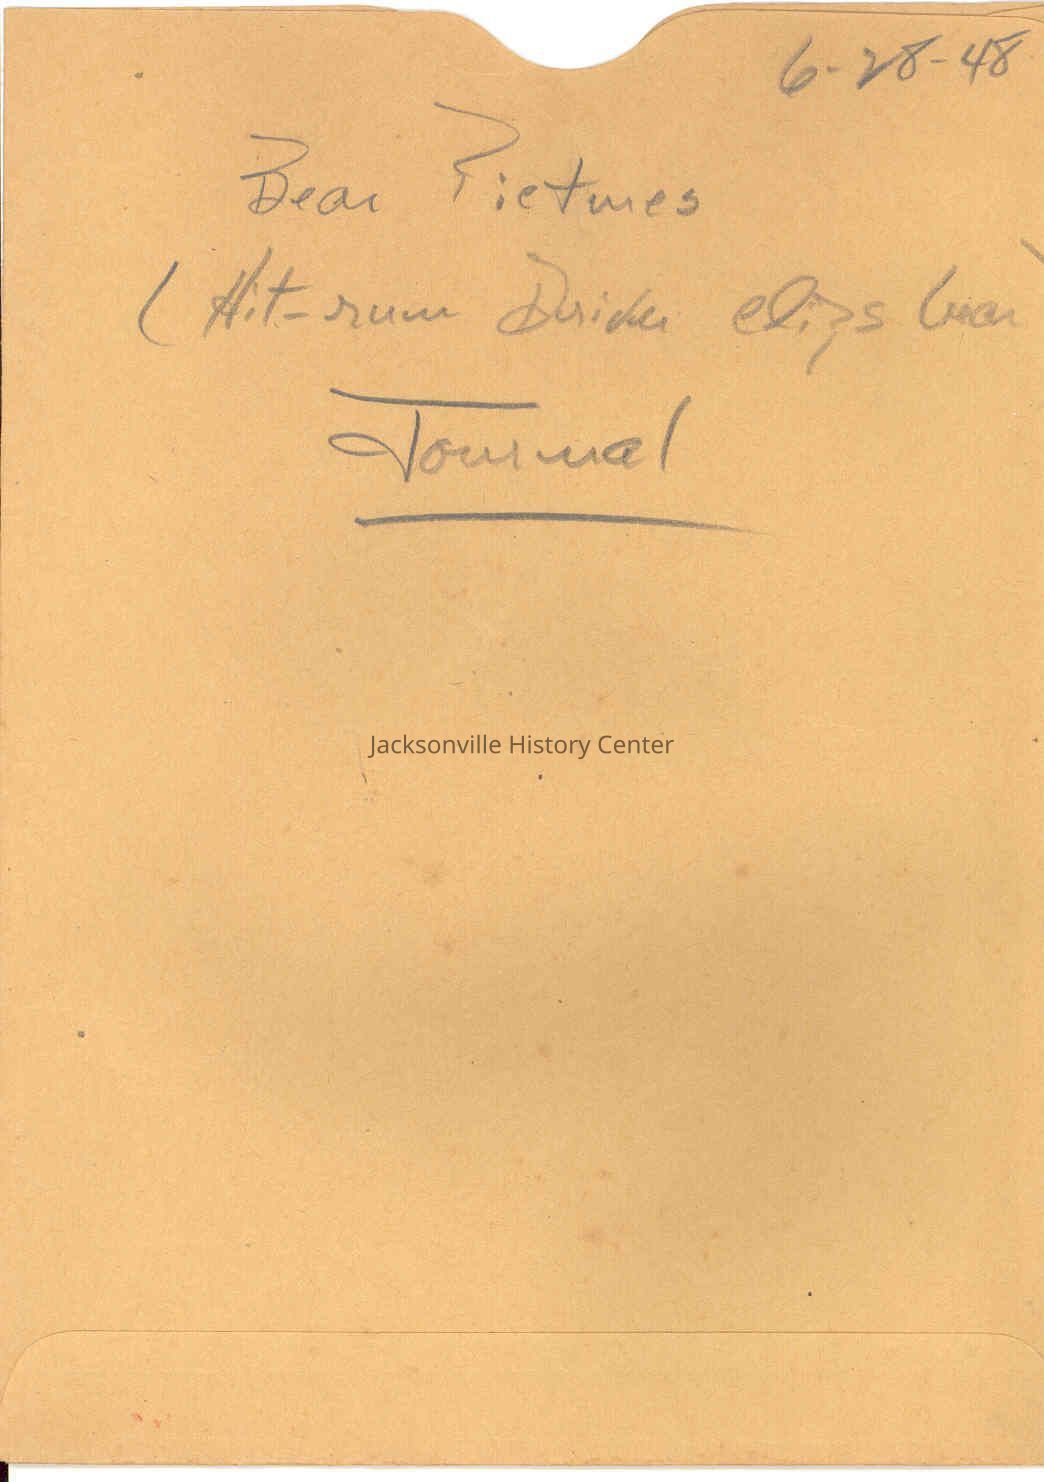 6-28-48
Bear Pictures
(Hit-run Driver clips bear)
Journal
Jacksonville History Center